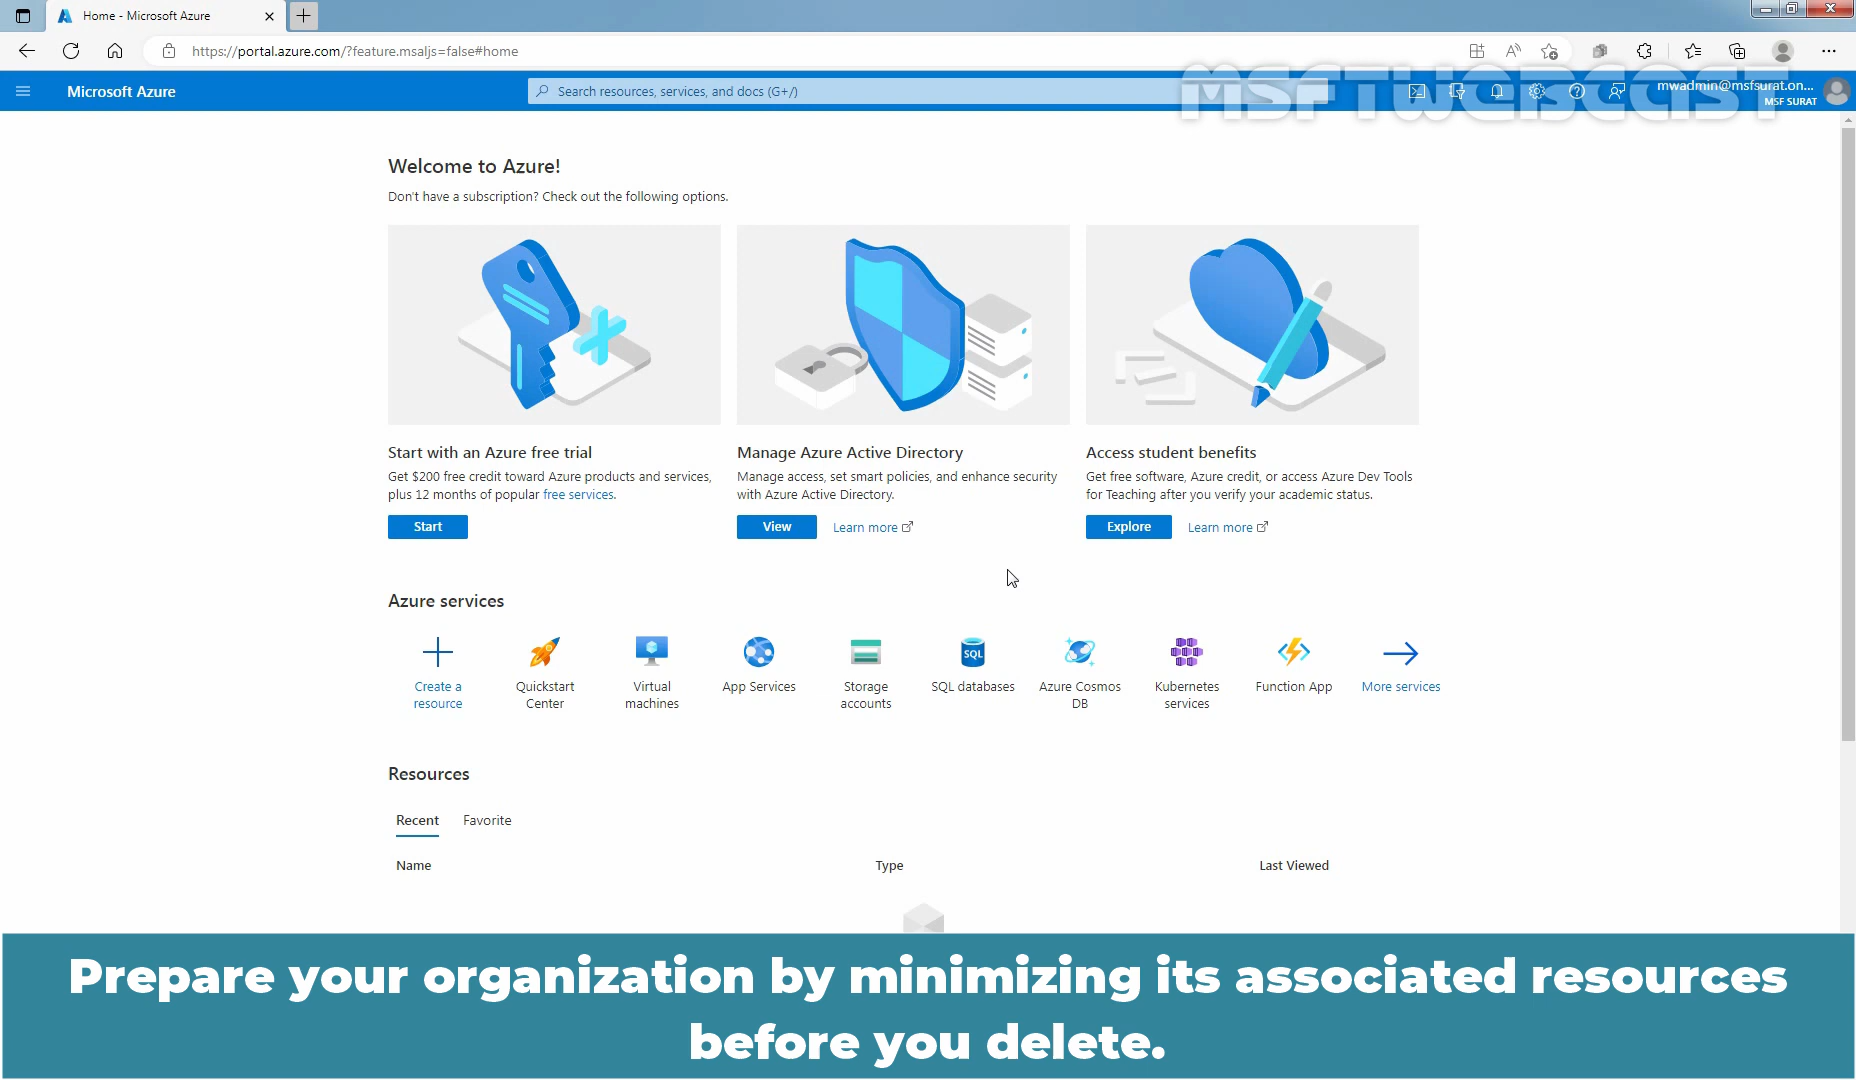 Home - Microsoft Azure
https://portal.azure.com/?feature.msaljs=false#home
Microsoft Azure
Search resources, services, and docs (G+/)
mwadmin@msfsurat.on...
MSF SURAT
MSFTWEBCAST
Welcome to Azure!
Don't have a subscription? Check out the following options.
Start with an Azure free trial
Get $200 free credit toward Azure products and services,
plus 12 months of popular free services.
Start
Manage Azure Active Directory
Manage access, set smart policies, and enhance security
with Azure Active Directory.
View
Learn more
Access student benefits
Get free software, Azure credit, or access Azure Dev Tools
for Teaching after you verify your academic status.
Explore
Learn more
Azure services
Create a
resource
Quickstart
Center
Virtual
machines
App Services
Storage
accounts
SQL
SQL databases
Azure Cosmos
DB
Kubernetes
services
Function App
More services
Resources
Recent
Favorite
Name
Type
Last Viewed
Prepare your organization by minimizing its associated resources
before you delete.